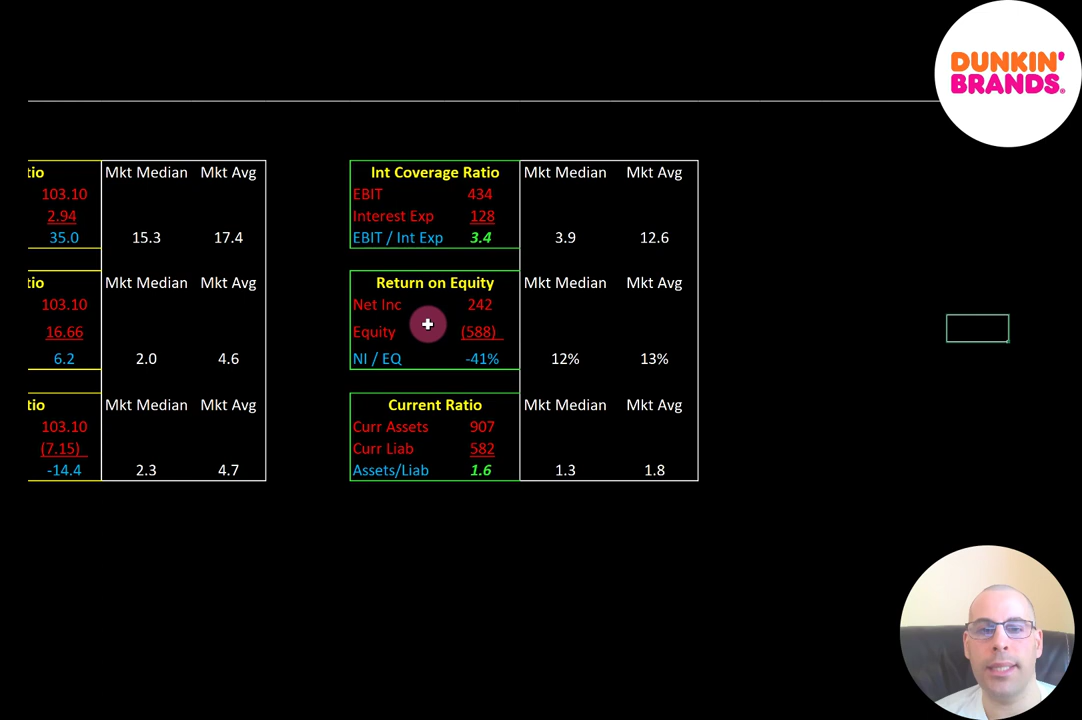 DUNKIN'
BRANDS®
tio Mkt Median Mkt Avg
103.10
2.94
35.0 15.3 17.4
tio Mkt Median Mkt Avg
103.10
16.66
6.2 2.0 4.6
tio Mkt Median Mkt Avg
103.10
(7.15)
-14.4 2.3 4.7
Int Coverage Ratio Mkt Median Mkt Avg
EBIT 434
Interest Exp 128
EBIT / Int Exp 3.4 3.9 12.6
Return on Equity Mkt Median Mkt Avg
Net Inc 242
Equity (588)
NI / EQ -41% 12% 13%
Current Ratio Mkt Median Mkt Avg
Curr Assets 907
Curr Liab 582
Assets/Liab 1.6 1.3 1.8